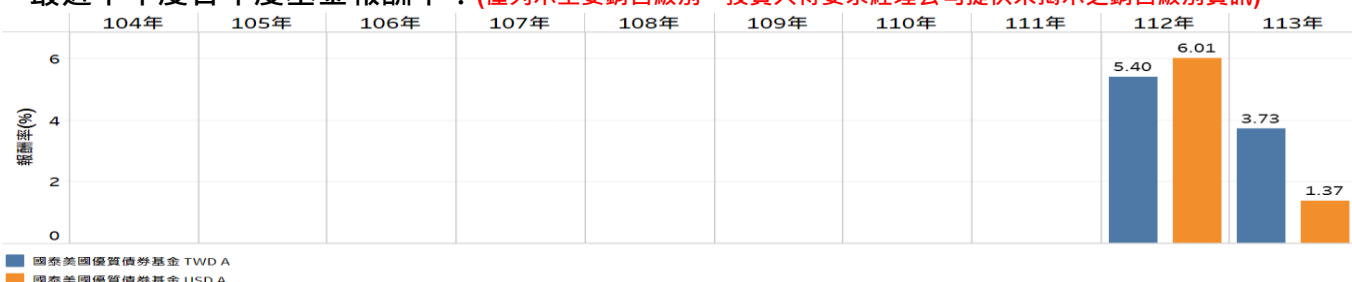 最近十年度各年度基金報酬率：(僅列示主要銷售級別，投資人得要求經理公司提供未揭示之銷售級別資訊)
104年 105年 106年 107年 108年 109年 110年 111年 112年 113年
6.01
6
5.40
4
3.73
2
1.37
0
報酬率(%)
國泰美國優質債券基金 TWD A
國泰美國優質債券基金 USD A